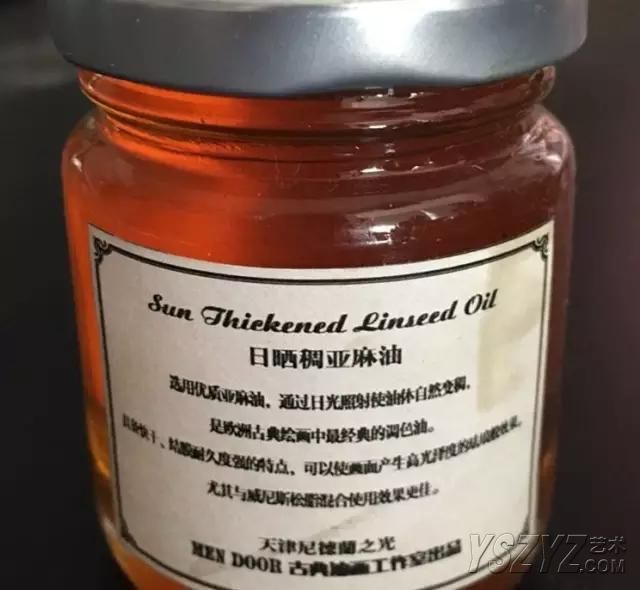 Sun Thickened Linseed Oil
日晒稠亚麻油
选用优质亚麻油，通过日光照射使油体自然变稠，
是欧洲古典绘画中最经典的调色油。
具备快干、结膜耐久度强的特点，可以使画面产生高光泽度的珐琅般效果。
尤其与威尼斯松脂混合使用效果更佳。
天津尼德蘭之光
MEN DOOR 古典油画工作室出品
YSZYZ艺术
.com